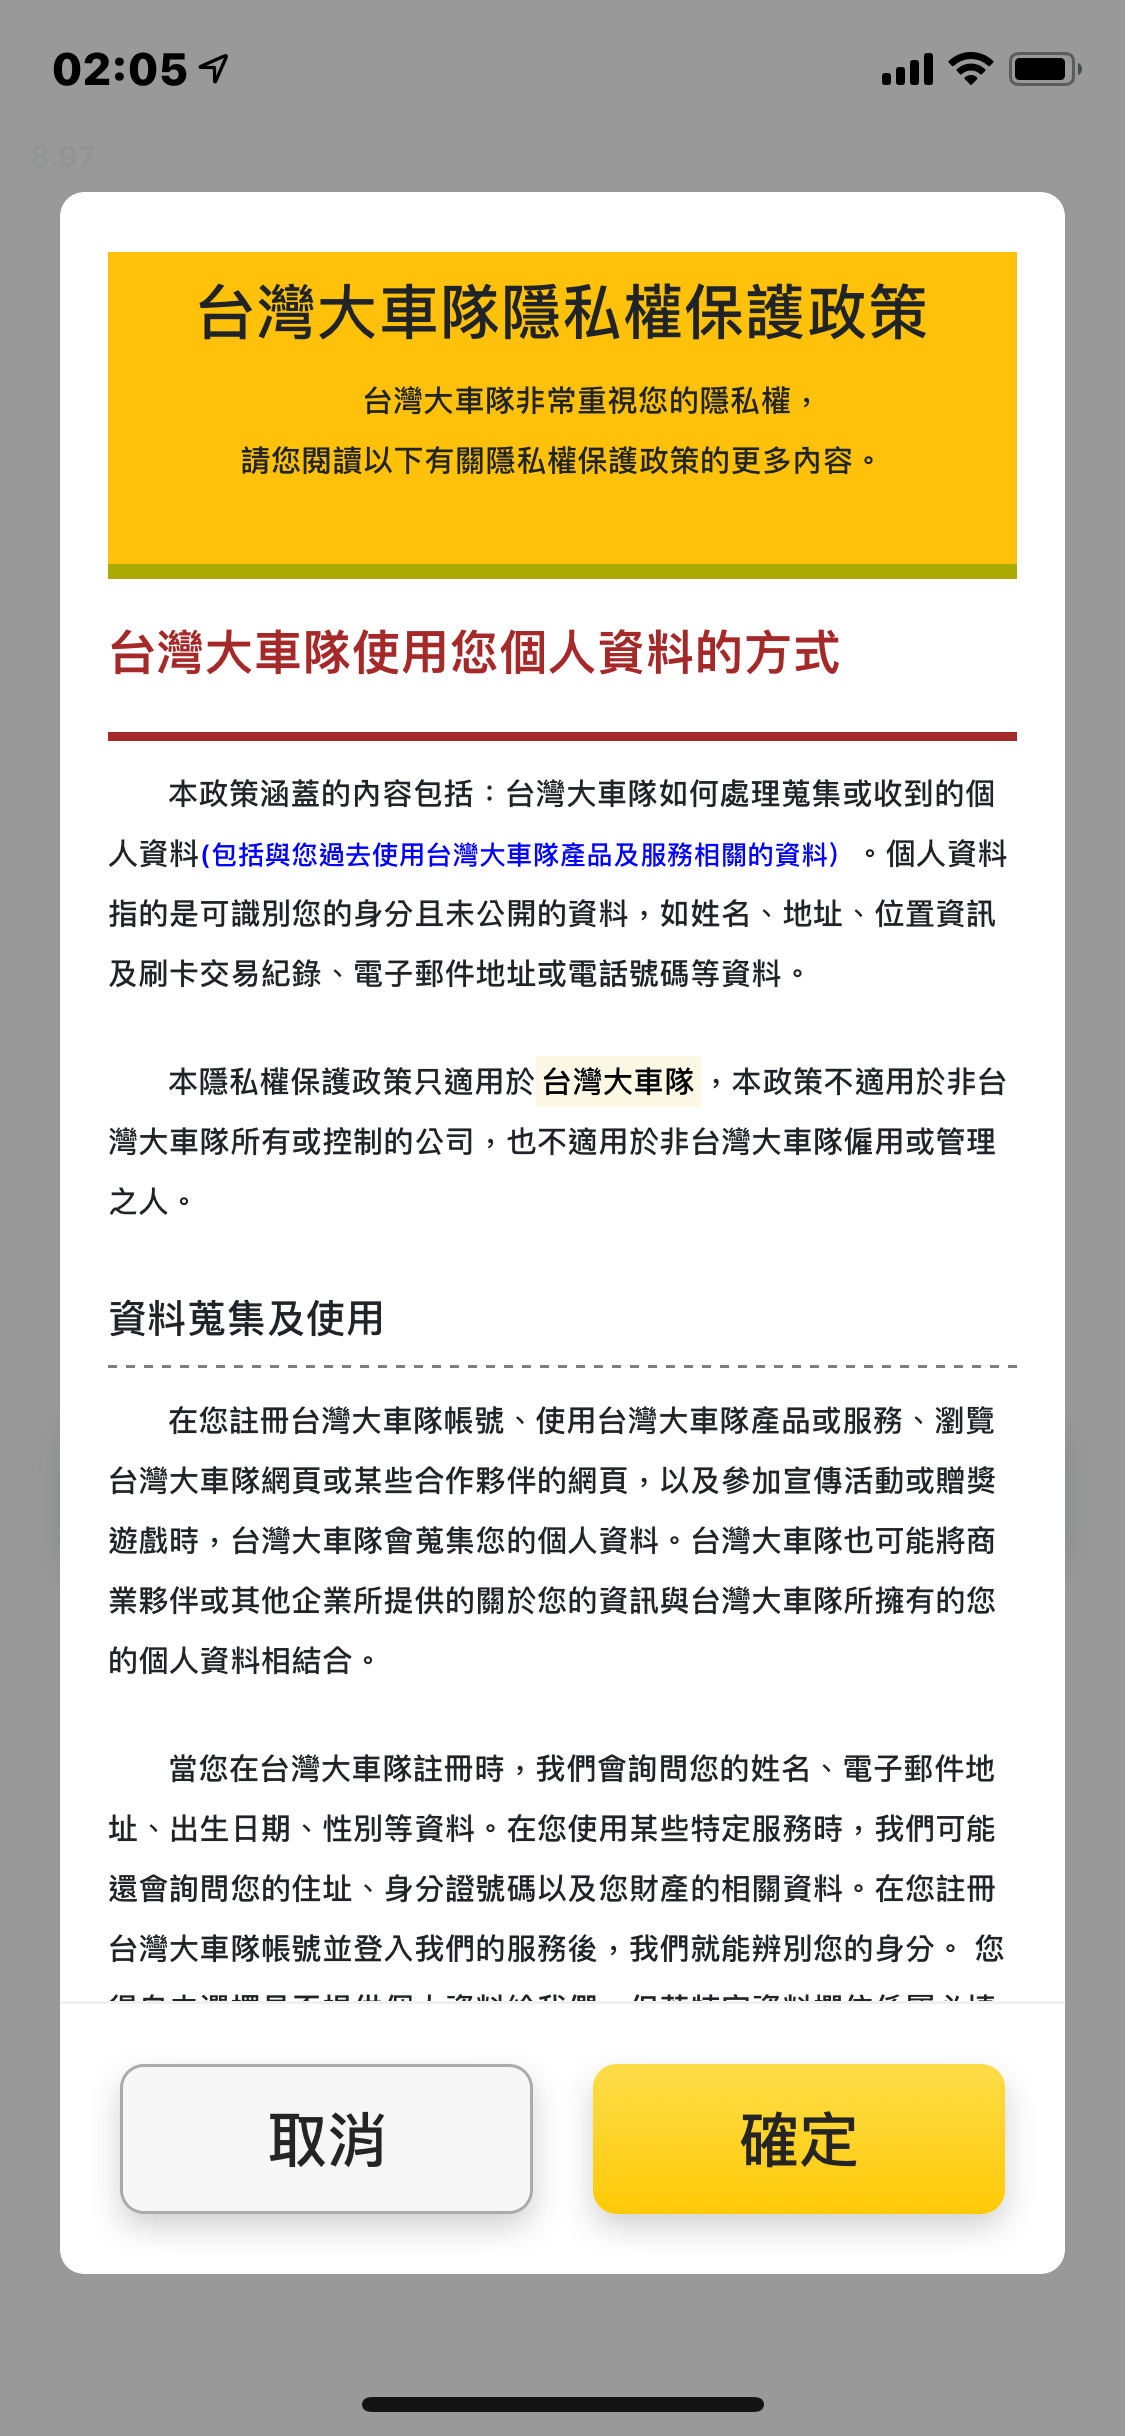 02:05
8.97
台灣大車隊隱私權保護政策
台灣大車隊非常重視您的隱私權，
請您閱讀以下有關隱私權保護政策的更多內容。
台灣大車隊使用您個人資料的方式
本政策涵蓋的內容包括：台灣大車隊如何處理蒐集或收到的個
人資料(包括與您過去使用台灣大車隊產品及服務相關的資料) 。個人資料
指的是可識別您的身分且未公開的資料，如姓名、地址、位置資訊
及刷卡交易紀錄、電子郵件地址或電話號碼等資料。
本隱私權保護政策只適用於 台灣大車隊 ，本政策不適用於非台
灣大車隊所有或控制的公司，也不適用於非台灣大車隊僱用或管理
之人。
資料蒐集及使用
在您註冊台灣大車隊帳號、使用台灣大車隊產品或服務、瀏覽
台灣大車隊網頁或某些合作夥伴的網頁，以及參加宣傳活動或贈獎
遊戲時，台灣大車隊會蒐集您的個人資料。台灣大車隊也可能將商
業夥伴或其他企業所提供的關於您的資訊與台灣大車隊所擁有的您
的個人資料相結合。
當您在台灣大車隊註冊時，我們會詢問您的姓名、電子郵件地
址、出生日期、性別等資料。在您使用某些特定服務時，我們可能
還會詢問您的住址、身分證號碼以及您財產的相關資料。在您註冊
台灣大車隊帳號並登入我們的服務後，我們就能辨別您的身分。 您
取消
確定